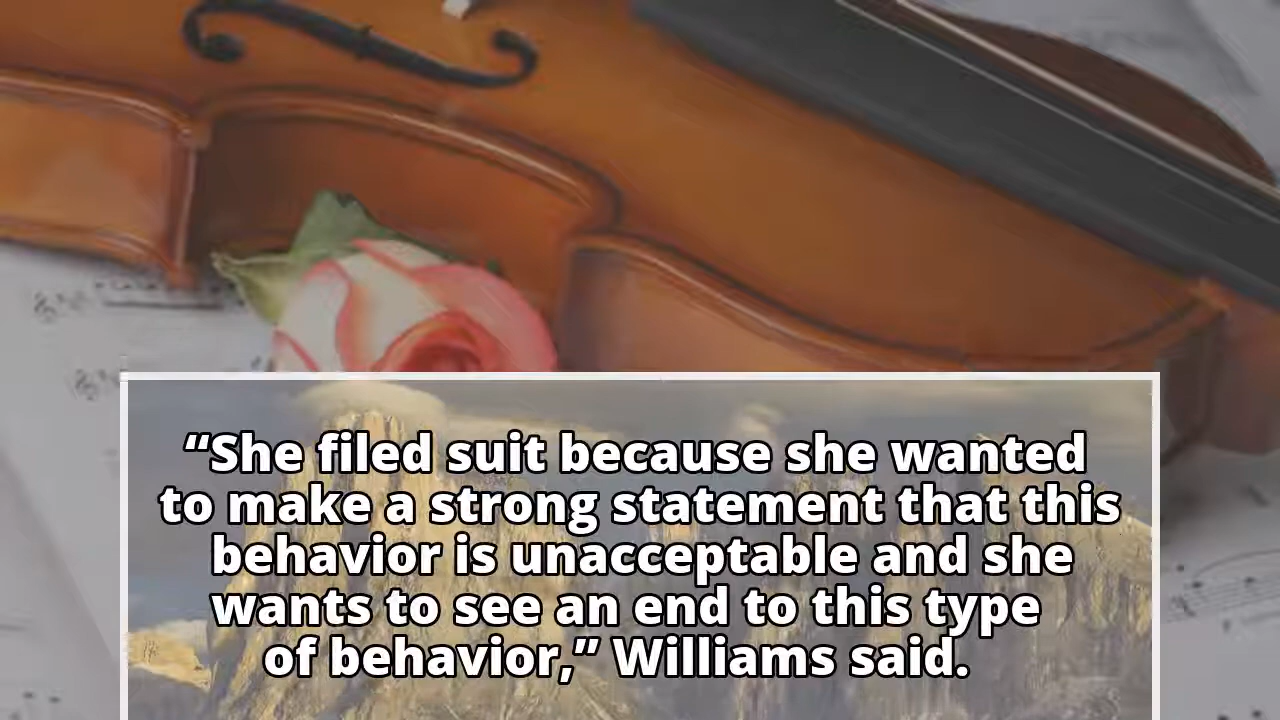 “She filed suit because she wanted
to make a strong statement that this
behavior is unacceptable and she
wants to see an end to this type
of behavior,” Williams said.